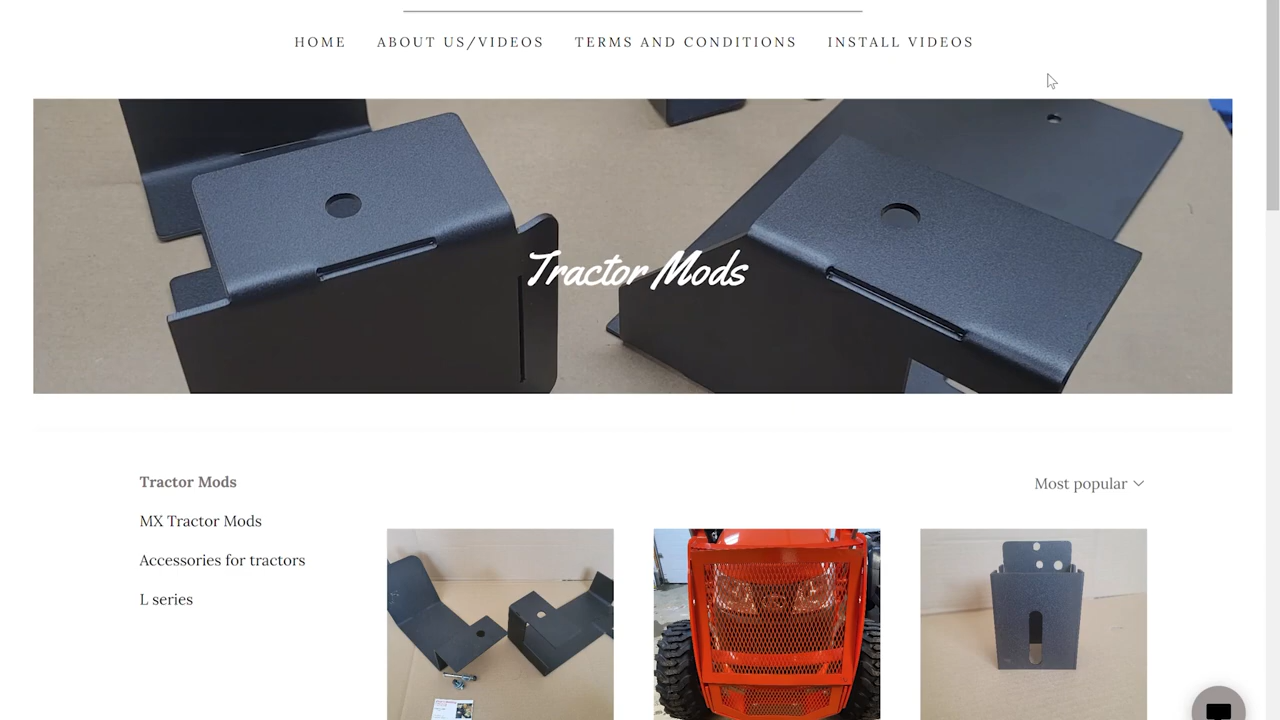 HOME ABOUT US/VIDEOS TERMS AND CONDITIONS INSTALL VIDEOS
Tractor Mods
Tractor Mods
Most popular
MX Tractor Mods
Accessories for tractors
L series